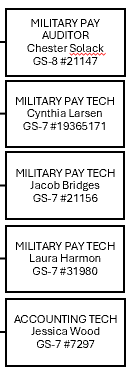 MILITARY PAY
AUDITOR
Chester Solack
GS-8 #21147
MILITARY PAY TECH
Cynthia Larsen
GS-7 #19365171
MILITARY PAY TECH
Jacob Bridges
GS-7 #21156
MILITARY PAY TECH
Laura Harmon
GS-7 #31980
ACCOUNTING TECH
Jessica Wood
GS-7 #7297